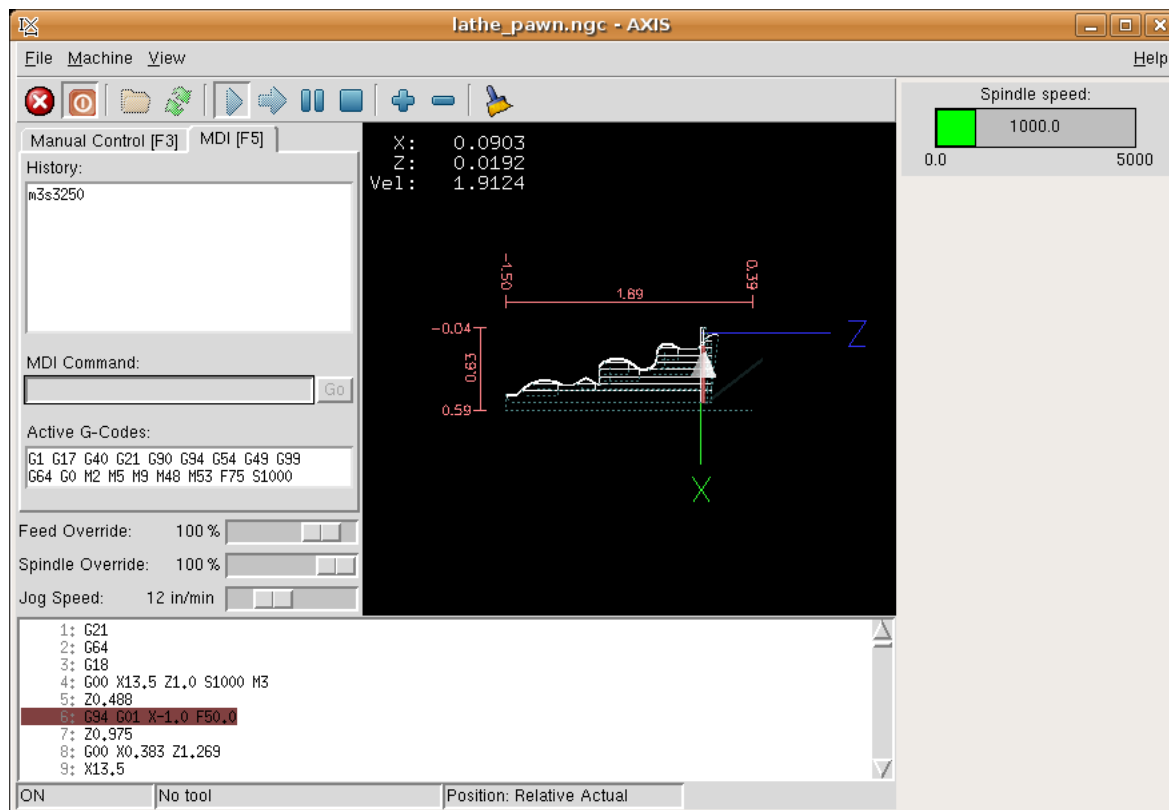 lathe_pawn.ngc - AXIS
File Machine View Help
Manual Control [F3] MDI [F5]
History:
m3s3250
MDI Command:
Go
Active G-Codes:
G1 G17 G40 G21 G90 G94 G54 G49 G99
G64 G0 M2 M5 M9 M48 M53 F75 S1000
Feed Override: 100 %
Spindle Override: 100 %
Jog Speed: 12 in/min
X: 0.0903
Z: 0.0192
Vel: 1.9124
-1.50
0.39
1.89
-0.04
0.63
0.59
Z
X
Spindle speed:
1000.0
0.0 5000
1: G21
2: G64
3: G18
4: G00 X13.5 Z1.0 S1000 M3
5: Z0.488
6: G94 G01 X-1.0 F50.0
7: Z0.975
8: G00 X0.383 Z1.269
9: X13.5
ON No tool Position: Relative Actual